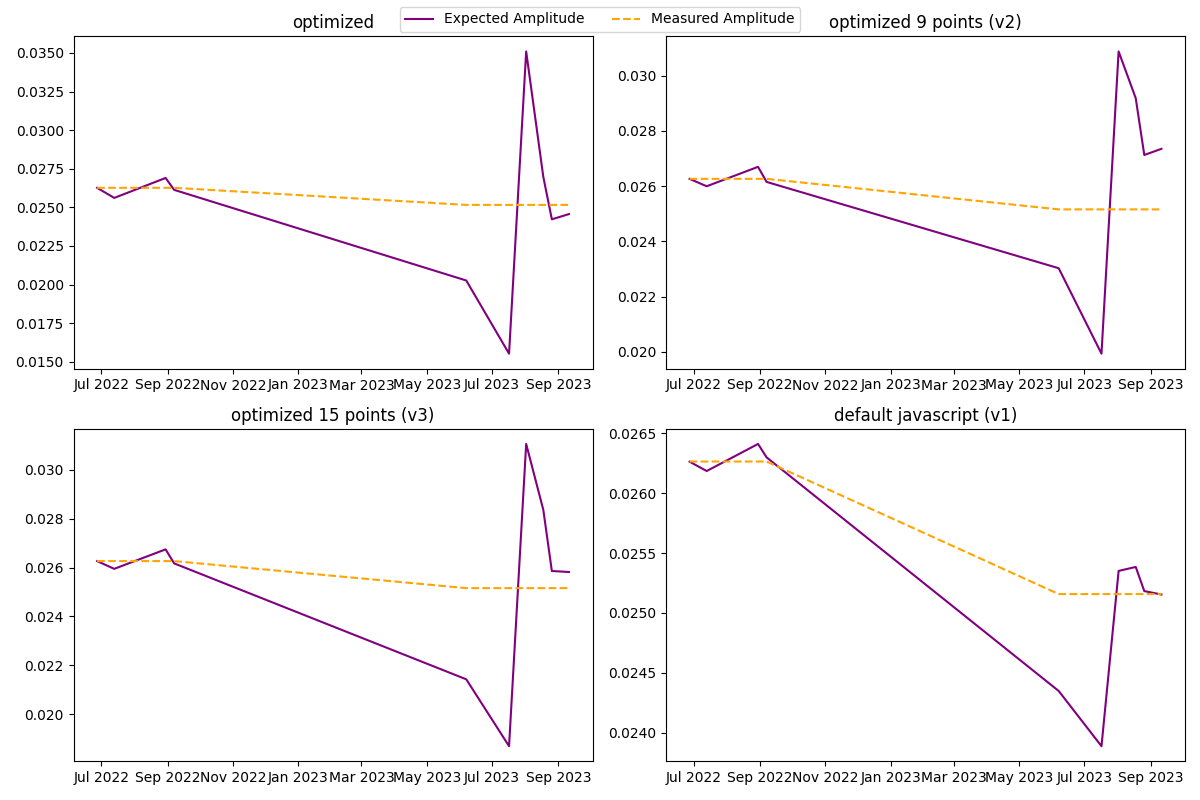 optimized
Expected Amplitude
Measured Amplitude
optimized 9 points (v2)
0.0350
0.0325
0.0300
0.0275
0.0250
0.0225
0.0200
0.0175
0.0150
Jul 2022 Sep 2022 Nov 2022 Jan 2023 Mar 2023 May 2023 Jul 2023 Sep 2023
0.030
0.028
0.026
0.024
0.022
0.020
Jul 2022 Sep 2022 Nov 2022 Jan 2023 Mar 2023 May 2023 Jul 2023 Sep 2023
optimized 15 points (v3)
0.030
0.028
0.026
0.024
0.022
0.020
Jul 2022 Sep 2022 Nov 2022 Jan 2023 Mar 2023 May 2023 Jul 2023 Sep 2023
default javascript (v1)
0.0265
0.0260
0.0255
0.0250
0.0245
0.0240
Jul 2022 Sep 2022 Nov 2022 Jan 2023 Mar 2023 May 2023 Jul 2023 Sep 2023